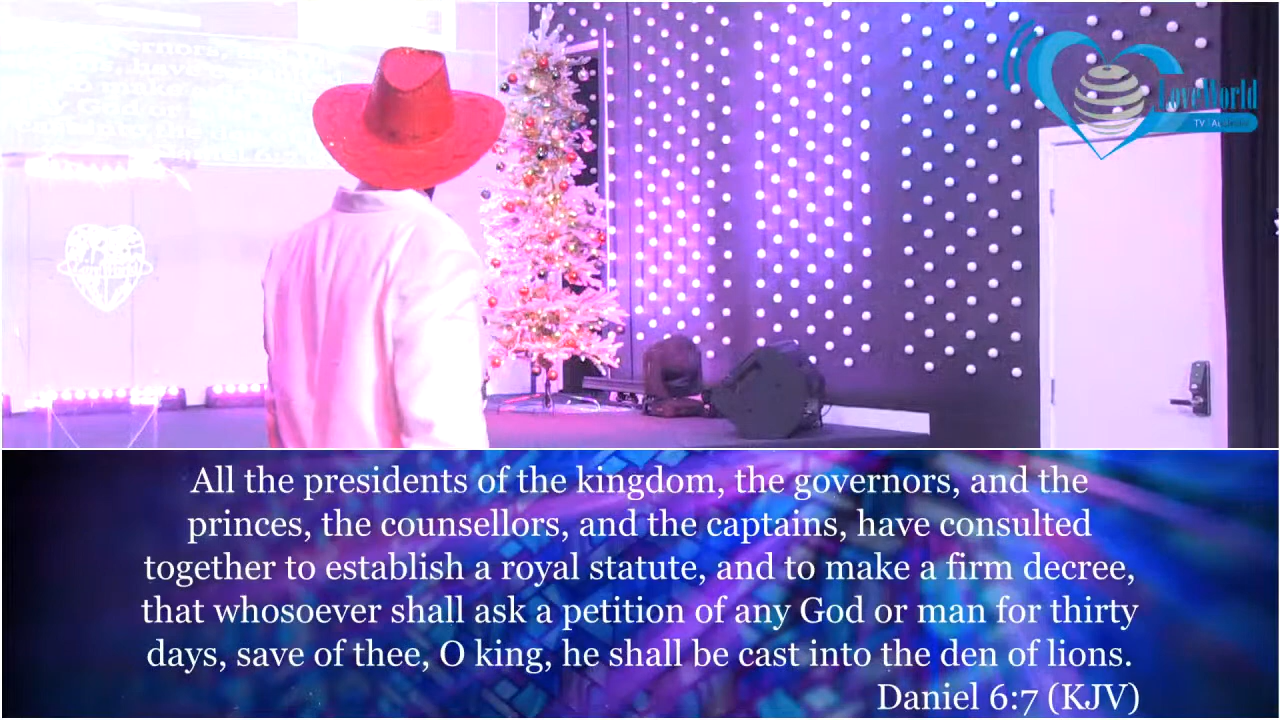 LoveWorld
TV
All the presidents of the kingdom, the governors, and the
princes, the counsellors, and the captains, have consulted
together to establish a royal statute, and to make a firm decree,
that whosoever shall ask a petition of any God or man for thirty
days, save of thee, O king, he shall be cast into the den of lions.
Daniel 6:7 (KJV)